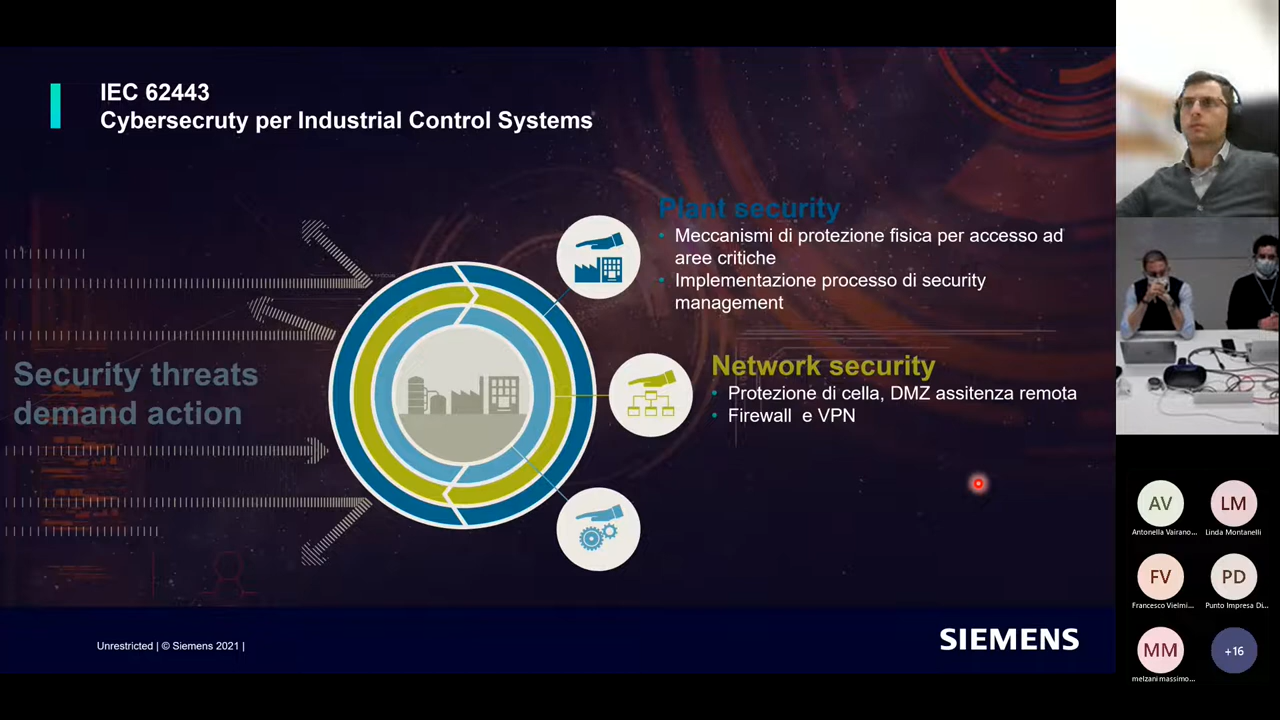 IEC 62443
Cybersecruty per Industrial Control Systems
Security threats
demand action
Plant security
• Meccanismi di protezione fisica per accesso ad
aree critiche
• Implementazione processo di security
management
Network security
• Protezione di cella, DMZ assitenza remota
• Firewall e VPN
Unrestricted | © Siemens 2021 |
SIEMENS
AV
LM
Antonella Vairano...
Linda Montanelli
FV
PD
Francesco Vielmi...
Punto Impresa Di...
MM
+16
melzani massimo...